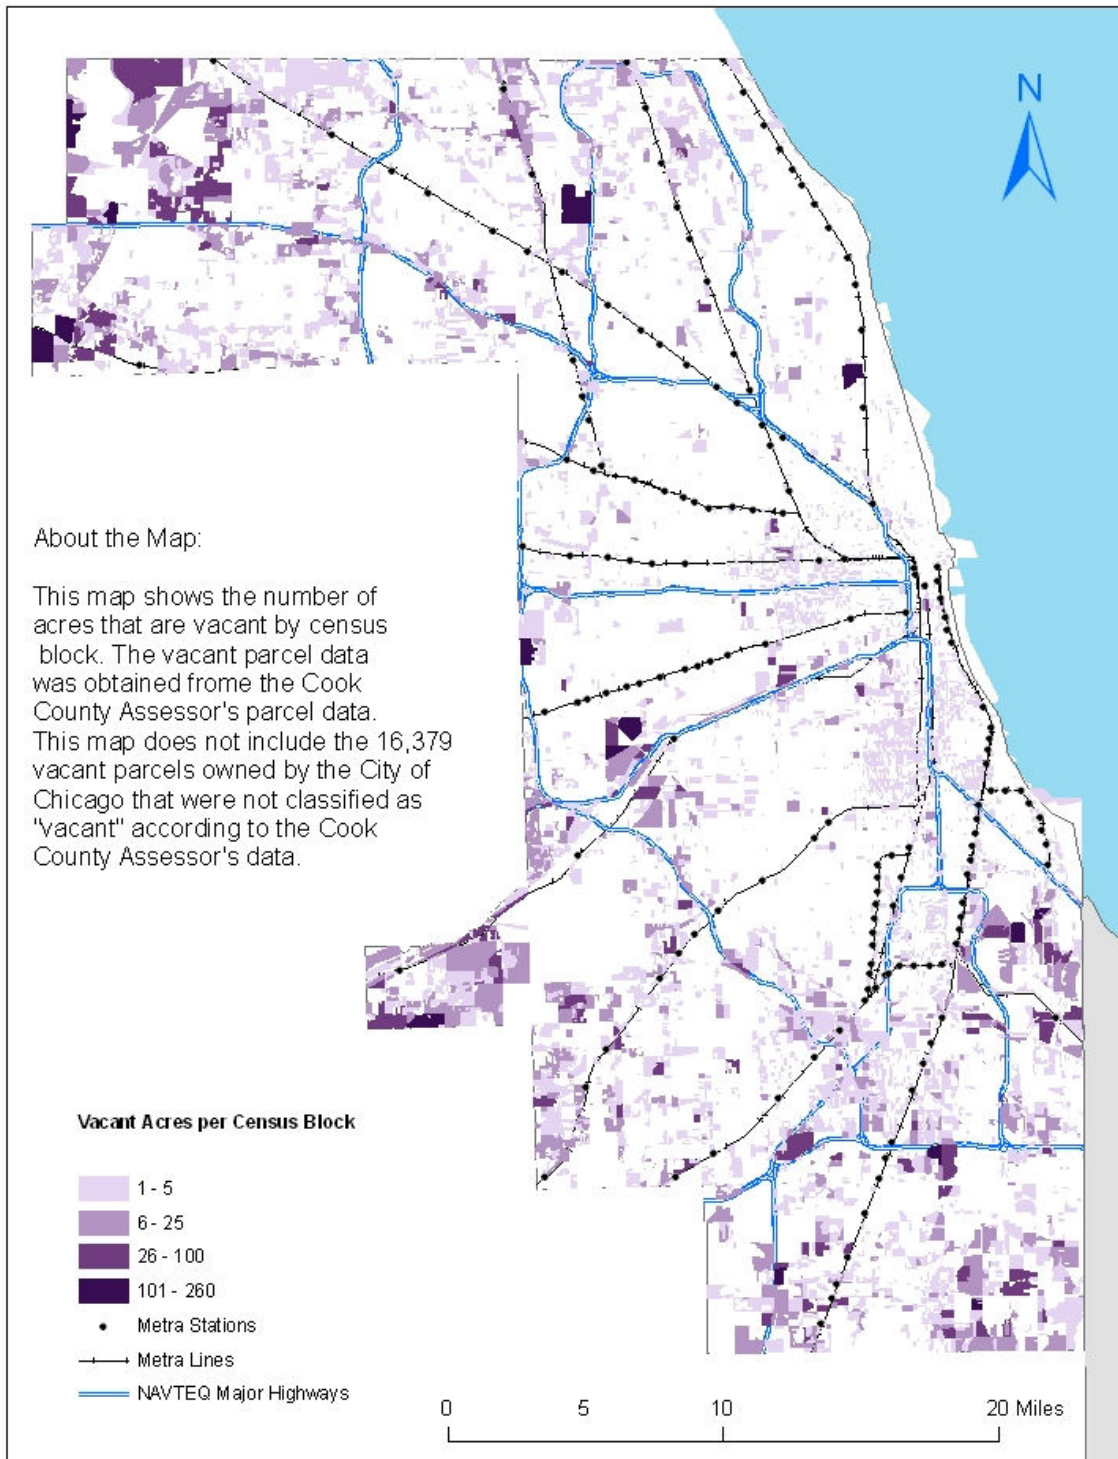 N
About the Map:
This map shows the number of
acres that are vacant by census
block. The vacant parcel data
was obtained frome the Cook
County Assessor's parcel data.
This map does not include the 16,379
vacant parcels owned by the City of
Chicago that were not classified as
"vacant" according to the Cook
County Assessor's data.
Vacant Acres per Census Block
1 - 5
6 - 25
26 - 100
101 - 260
Metra Stations
Metra Lines
NAVTEQ Major Highways
0 5 10 20 Miles